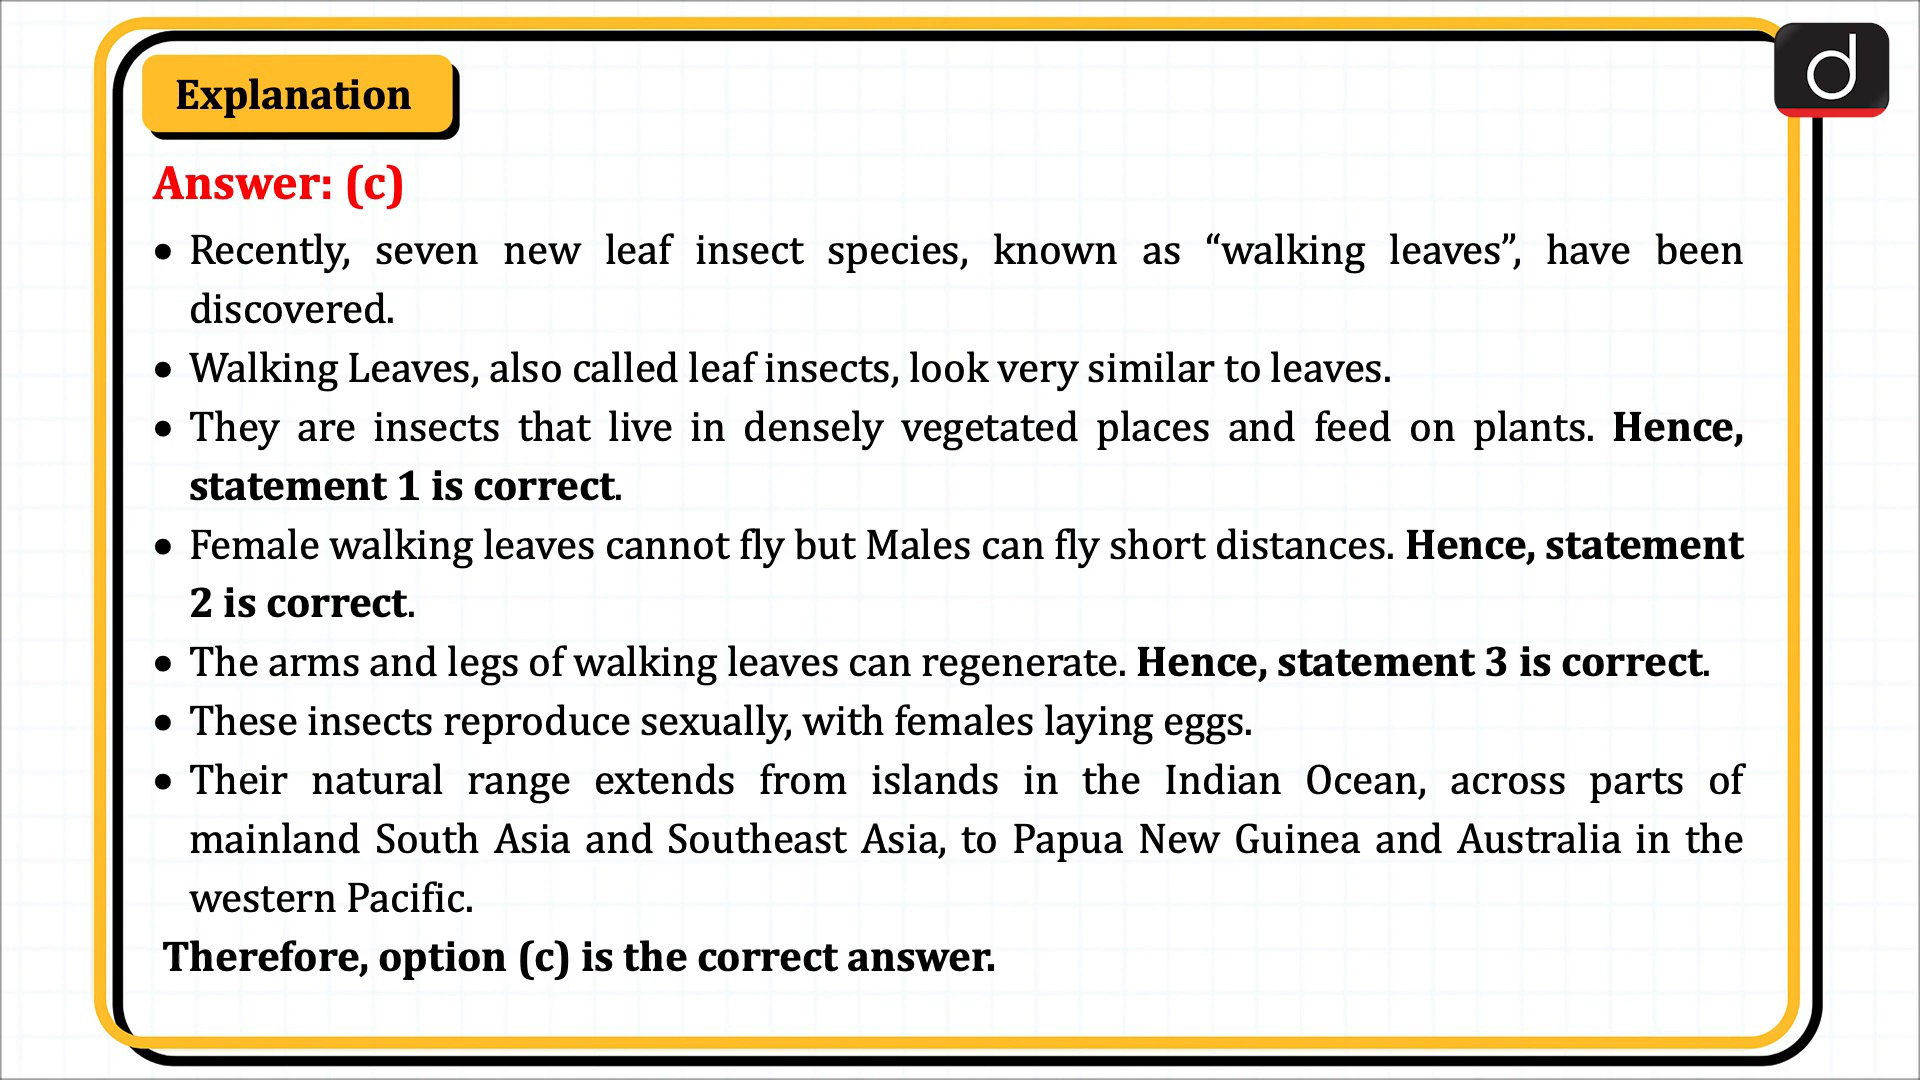 Explanation
d
Answer: (c)
• Recently, seven new leaf insect species, known as “walking leaves”, have been
discovered.
• Walking Leaves, also called leaf insects, look very similar to leaves.
• They are insects that live in densely vegetated places and feed on plants. Hence,
statement 1 is correct.
• Female walking leaves cannot fly but Males can fly short distances. Hence, statement
2 is correct.
• The arms and legs of walking leaves can regenerate. Hence, statement 3 is correct.
• These insects reproduce sexually, with females laying eggs.
• Their natural range extends from islands in the Indian Ocean, across parts of
mainland South Asia and Southeast Asia, to Papua New Guinea and Australia in the
western Pacific.
Therefore, option (c) is the correct answer.